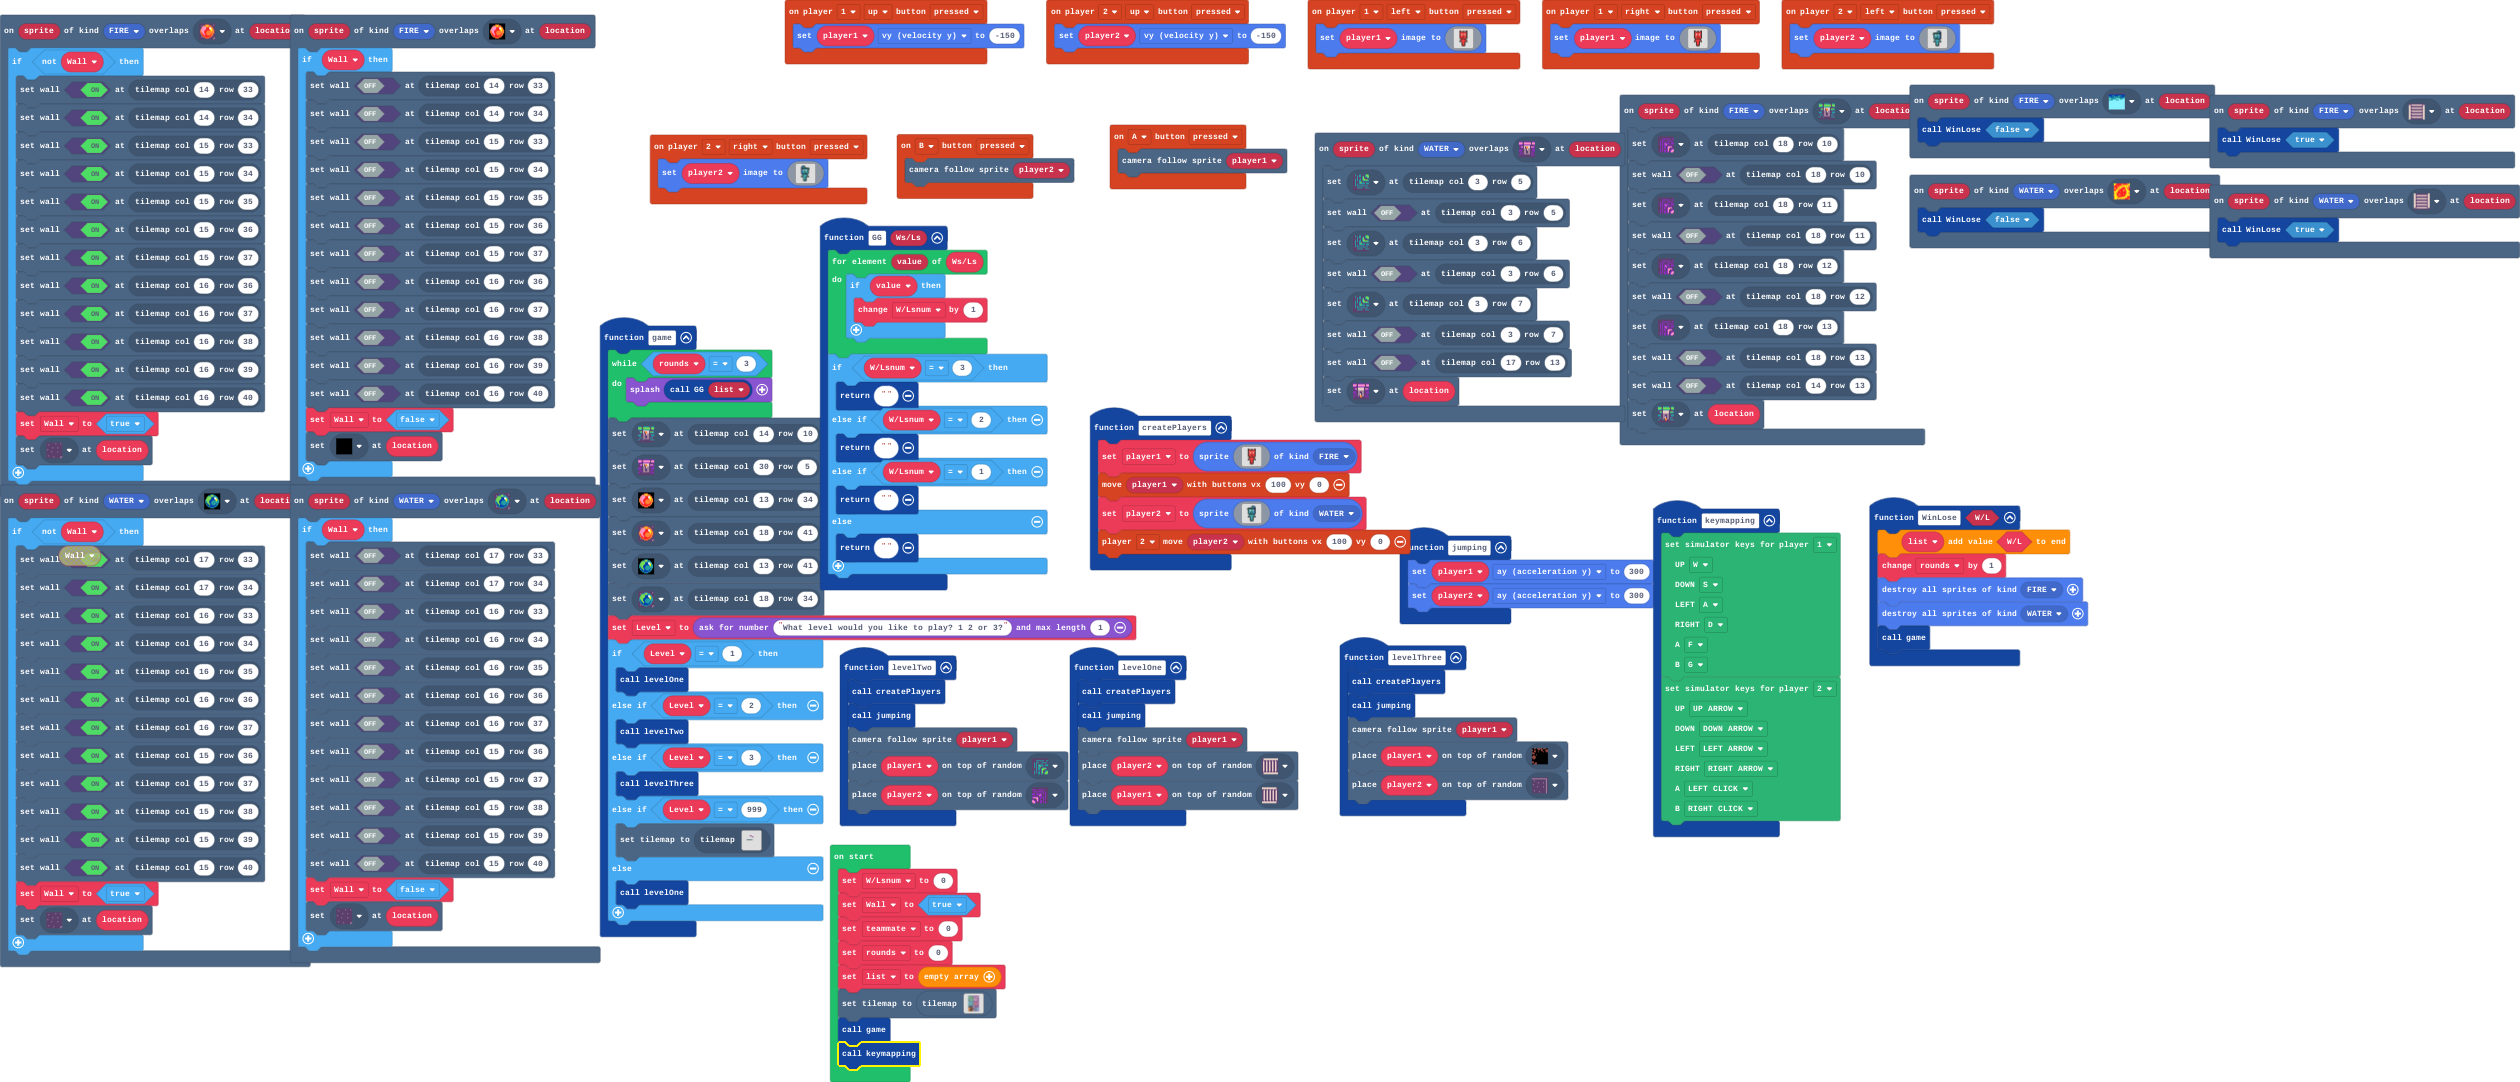 on sprite of kind FIRE overlaps at locatio
if not Wall then
set wall ON at tilemap col 14 row 33
set wall ON at tilemap col 14 row 34
set wall ON at tilemap col 15 row 33
set wall ON at tilemap col 15 row 34
set wall ON at tilemap col 15 row 35
set wall ON at tilemap col 15 row 36
set wall ON at tilemap col 15 row 37
set wall ON at tilemap col 16 row 36
set wall ON at tilemap col 16 row 37
set wall ON at tilemap col 16 row 38
set wall ON at tilemap col 16 row 39
set wall ON at tilemap col 16 row 40
set Wall to true
set at location
on sprite of kind FIRE overlaps at location
if Wall then
set wall OFF at tilemap col 14 row 33
set wall OFF at tilemap col 14 row 34
set wall OFF at tilemap col 15 row 33
set wall OFF at tilemap col 15 row 34
set wall OFF at tilemap col 15 row 35
set wall OFF at tilemap col 15 row 36
set wall OFF at tilemap col 15 row 37
set wall OFF at tilemap col 16 row 36
set wall OFF at tilemap col 16 row 37
set wall OFF at tilemap col 16 row 38
set wall OFF at tilemap col 16 row 39
set wall OFF at tilemap col 16 row 40
set Wall to false
set at location
on sprite of kind WATER overlaps at locati
if not Wall then
Wall
set wall at tilemap col 17 row 33
set wall ON at tilemap col 17 row 34
set wall ON at tilemap col 16 row 33
set wall ON at tilemap col 16 row 34
set wall ON at tilemap col 16 row 35
set wall ON at tilemap col 16 row 36
set wall ON at tilemap col 16 row 37
set wall ON at tilemap col 15 row 36
set wall ON at tilemap col 15 row 37
set wall ON at tilemap col 15 row 38
set wall ON at tilemap col 15 row 39
set wall ON at tilemap col 15 row 40
set Wall to true
set at location
on sprite of kind WATER overlaps at location
if Wall then
set wall OFF at tilemap col 17 row 33
set wall OFF at tilemap col 17 row 34
set wall OFF at tilemap col 16 row 33
set wall OFF at tilemap col 16 row 34
set wall OFF at tilemap col 16 row 35
set wall OFF at tilemap col 16 row 36
set wall OFF at tilemap col 16 row 37
set wall OFF at tilemap col 15 row 36
set wall OFF at tilemap col 15 row 37
set wall OFF at tilemap col 15 row 38
set wall OFF at tilemap col 15 row 39
set wall OFF at tilemap col 15 row 40
set Wall to false
set at location
on player 1 up button pressed
set player1 vy (velocity y) to -150
on player 2 up button pressed
set player2 vy (velocity y) to -150
on player 1 left button pressed
set player1 image to
on player 1 right button pressed
set player1 image to
on player 2 left button pressed
set player2 image to
on player 2 right button pressed
set player2 image to
on B button pressed
camera follow sprite player2
on A button pressed
camera follow sprite player1
on sprite of kind WATER overlaps at location
set at tilemap col 3 row 5
set wall OFF at tilemap col 3 row 5
set at tilemap col 3 row 6
set wall OFF at tilemap col 3 row 6
set at tilemap col 3 row 7
set wall OFF at tilemap col 3 row 7
set wall OFF at tilemap col 17 row 13
set at location
on sprite of kind FIRE overlaps at locatio
set at tilemap col 18 row 10
set wall OFF at tilemap col 18 row 10
set at tilemap col 18 row 11
set wall OFF at tilemap col 18 row 11
set at tilemap col 18 row 12
set wall OFF at tilemap col 18 row 12
set at tilemap col 18 row 13
set wall OFF at tilemap col 18 row 13
set wall OFF at tilemap col 14 row 13
set at location
on sprite of kind FIRE overlaps at location
call WinLose false
on sprite of kind FIRE overlaps at location
call WinLose true
on sprite of kind WATER overlaps at location
call WinLose false
on sprite of kind WATER overlaps at location
call WinLose true
function game
while rounds = 3
do splash call GG list
set at tilemap col 14 row 10
set at tilemap col 30 row 5
set at tilemap col 13 row 34
set at tilemap col 18 row 41
set at tilemap col 13 row 41
set at tilemap col 18 row 34
set Level to ask for number "What level would you like to play? 1 2 or 3?" and max length 1
if Level = 1 then
call levelOne
else if Level = 2 then
call levelTwo
else if Level = 3 then
call levelThree
else if Level = 999 then
set tilemap to tilemap
else
call levelOne
function GG Ws/Ls
for element value of Ws/Ls
do if value then
change W/Lsnum by 1
if W/Lsnum = 3 then
return ""
else if W/Lsnum = 2 then
return ""
else if W/Lsnum = 1 then
return ""
else
return ""
function createPlayers
set player1 to sprite of kind FIRE
move player1 with buttons vx 100 vy 0
set player2 to sprite of kind WATER
player 2 move player2 with buttons vx 100 vy 0
unction jumping
set player1 ay (acceleration y) to 300
set player2 ay (acceleration y) to 300
function keymapping
set simulator keys for player 1
UP W
DOWN S
LEFT A
RIGHT D
A F
B G
set simulator keys for player 2
UP UP ARROW
DOWN DOWN ARROW
LEFT LEFT ARROW
RIGHT RIGHT ARROW
A LEFT CLICK
B RIGHT CLICK
function WinLose W/L
list add value W/L to end
change rounds by 1
destroy all sprites of kind FIRE
destroy all sprites of kind WATER
call game
function levelTwo
call createPlayers
call jumping
camera follow sprite player1
place player1 on top of random
place player2 on top of random
function levelOne
call createPlayers
call jumping
camera follow sprite player1
place player2 on top of random
place player1 on top of random
function levelThree
call createPlayers
call jumping
camera follow sprite player1
place player1 on top of random
place player2 on top of random
on start
set W/Lsnum to 0
set Wall to true
set teammate to 0
set rounds to 0
set list to empty array
set tilemap to tilemap
call game
call keymapping